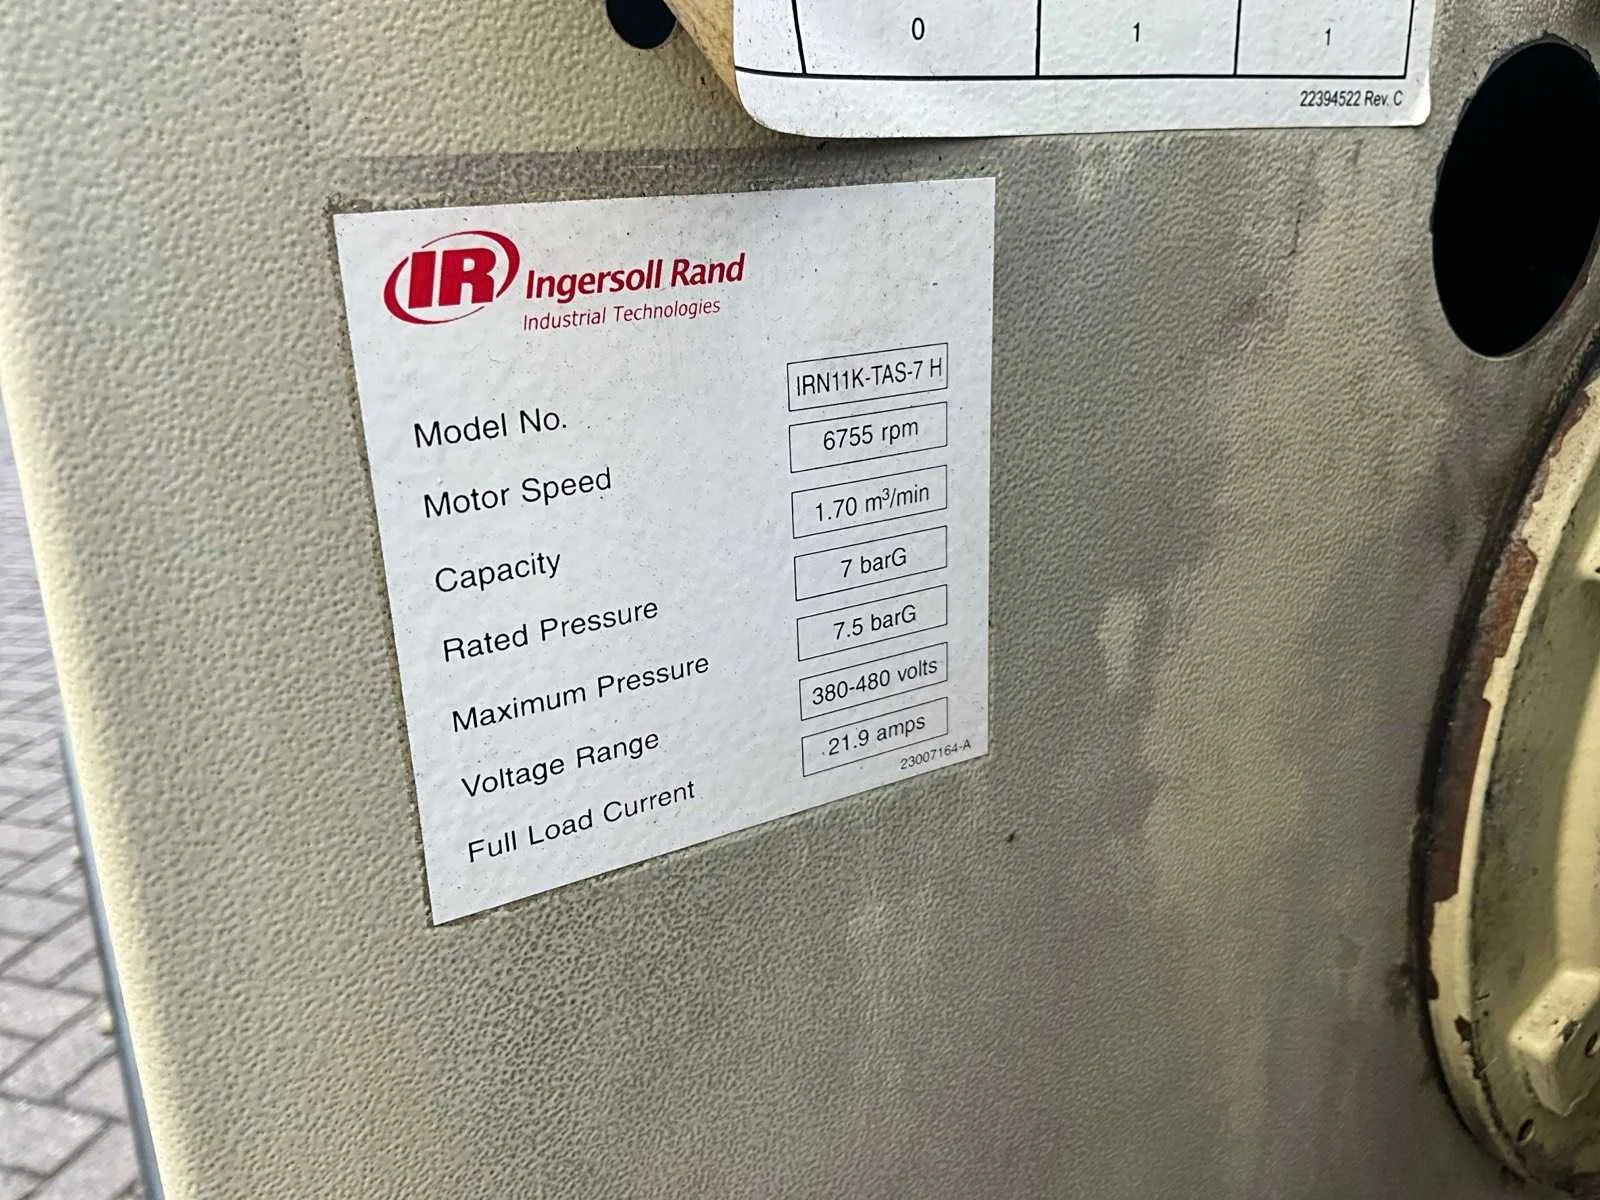 0 1 1
22394522 Rev. C
IR Ingersoll Rand
Industrial Technologies
Model No. IRN11K-TAS-7 H
Motor Speed 6755 rpm
Capacity 1.70 m³/min
Rated Pressure 7 barG
Maximum Pressure 7.5 barG
Voltage Range 380-480 volts
Full Load Current 21.9 amps
23007164-A